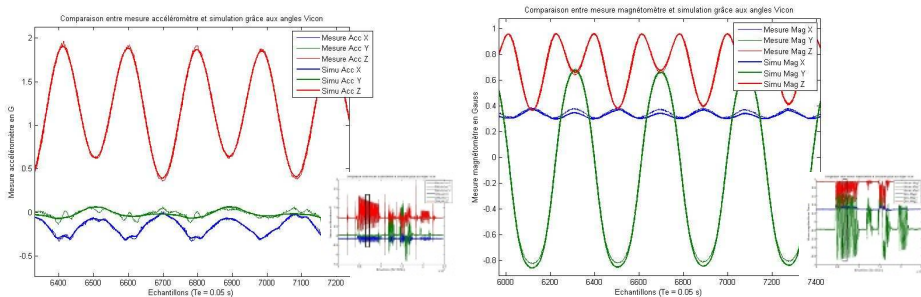 Comparaison entre mesure accéléromètre et simulation grâce aux angles Vicon
Mesure Acc X
Mesure Acc Y
Mesure Acc Z
Simu Acc X
Simu Acc Y
Simu Acc Z
Mesure accéléromètre en G
2
1.5
1
0.5
0
-0.5
6400 6500 6600 6700 6800 6900 7000 7100 7200
Echantillons (Te = 0.05 s)
Comparaison entre mesure magnétomètre et simulation grâce aux angles Vicon
Mesure Mag X
Mesure Mag Y
Mesure Mag Z
Simu Mag X
Simu Mag Y
Simu Mag Z
Mesure magnétomètre en Gauss
1
0.8
0.6
0.4
0.2
0
-0.2
-0.4
-0.6
-0.8
6000 6200 6400 6600 6800 7000 7200 7400
Echantillons (Te = 0.05 s)